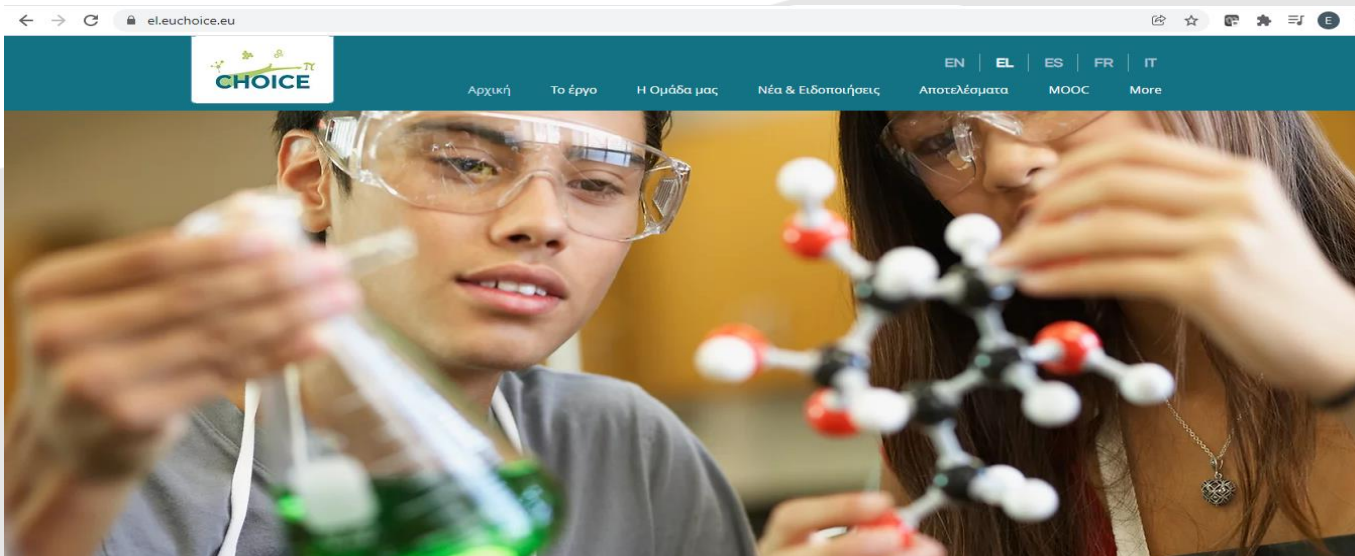 el.euchoice.eu
E
π
CHOICE
EN | EL | ES | FR | IT
Αρχική Το έργο Η Ομάδα μας Νέα & Ειδοποιήσεις Αποτελέσματα MOOC More